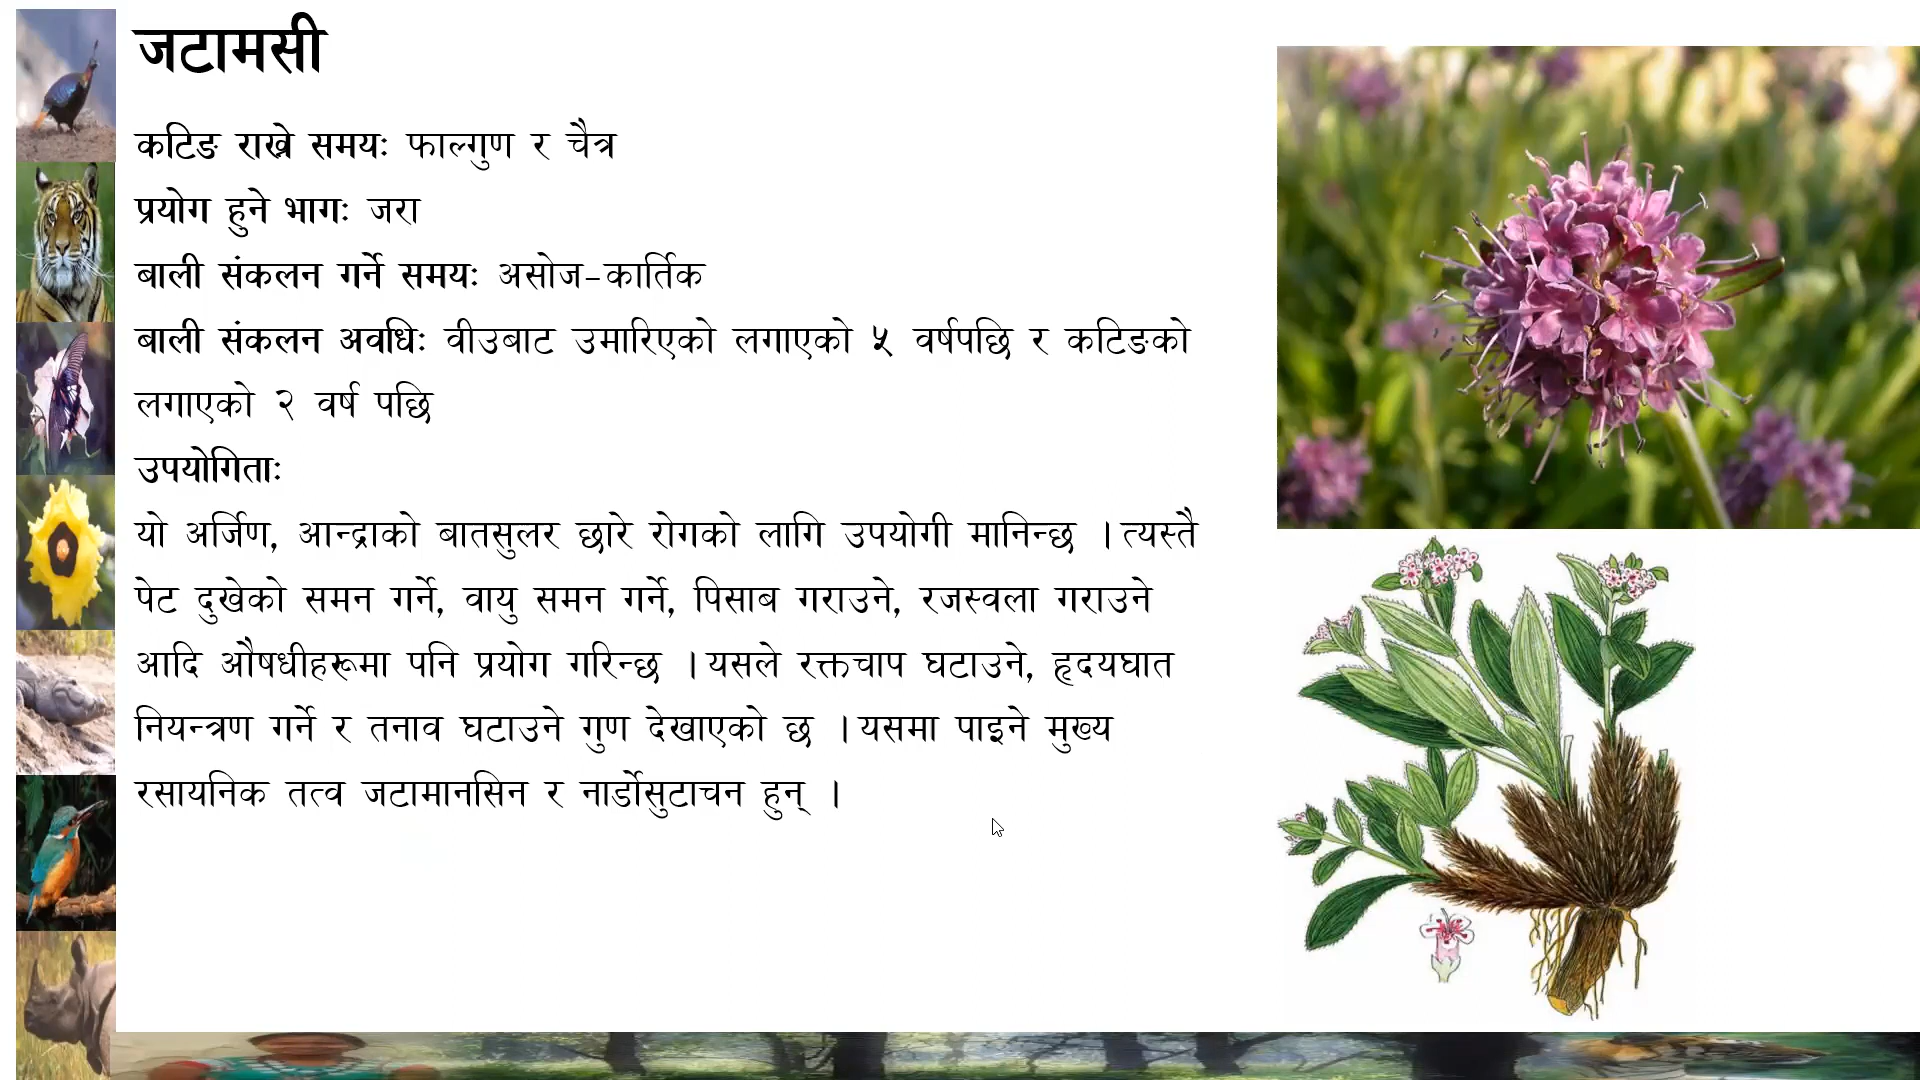 जटामसी
कटिङ राख्ने समयः फाल्गुण र चैत्र
प्रयोग हुने भागः जरा
बाली संकलन गर्ने समयः असोज-कार्तिक
बाली संकलन अवधिः वीउबाट उमारिएको लगाएको ५ वर्षपछि र कटिङको
लगाएको २ वर्ष पछि
उपयोगिताः
यो अर्जिण, आन्द्राको बातसुलर छारे रोगको लागि उपयोगी मानिन्छ । त्यस्तै
पेट दुखेको समन गर्ने, वायु समन गर्ने, पिसाब गराउने, रजस्वला गराउने
आदि औषधीहरूमा पनि प्रयोग गरिन्छ । यसले रक्तचाप घटाउने, हृदयघात
नियन्त्रण गर्ने र तनाव घटाउने गुण देखाएको छ । यसमा पाइने मुख्य
रसायनिक तत्व जटामानसिन र नार्डोसुटाचन हुन् ।